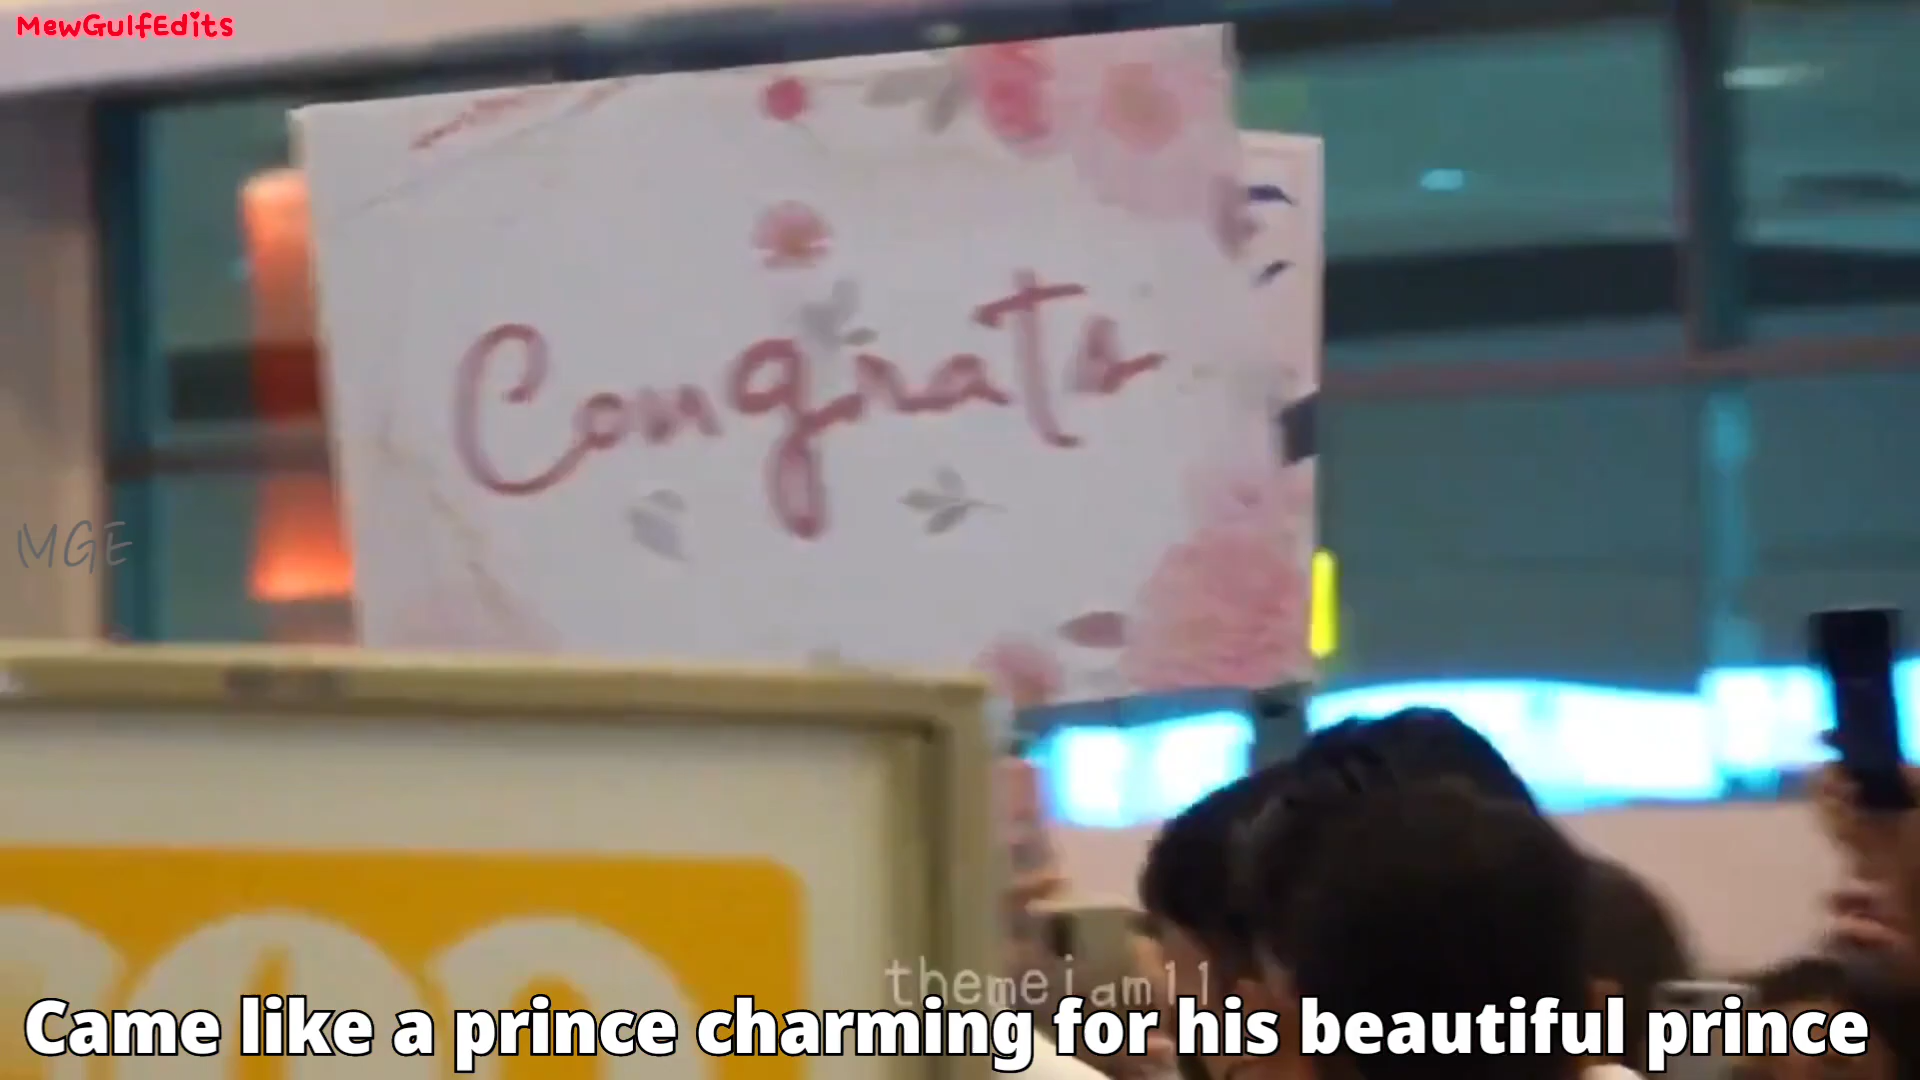 MewGulfEdits
Congrats
MGE
themeiam11
Came like a prince charming for his beautiful prince